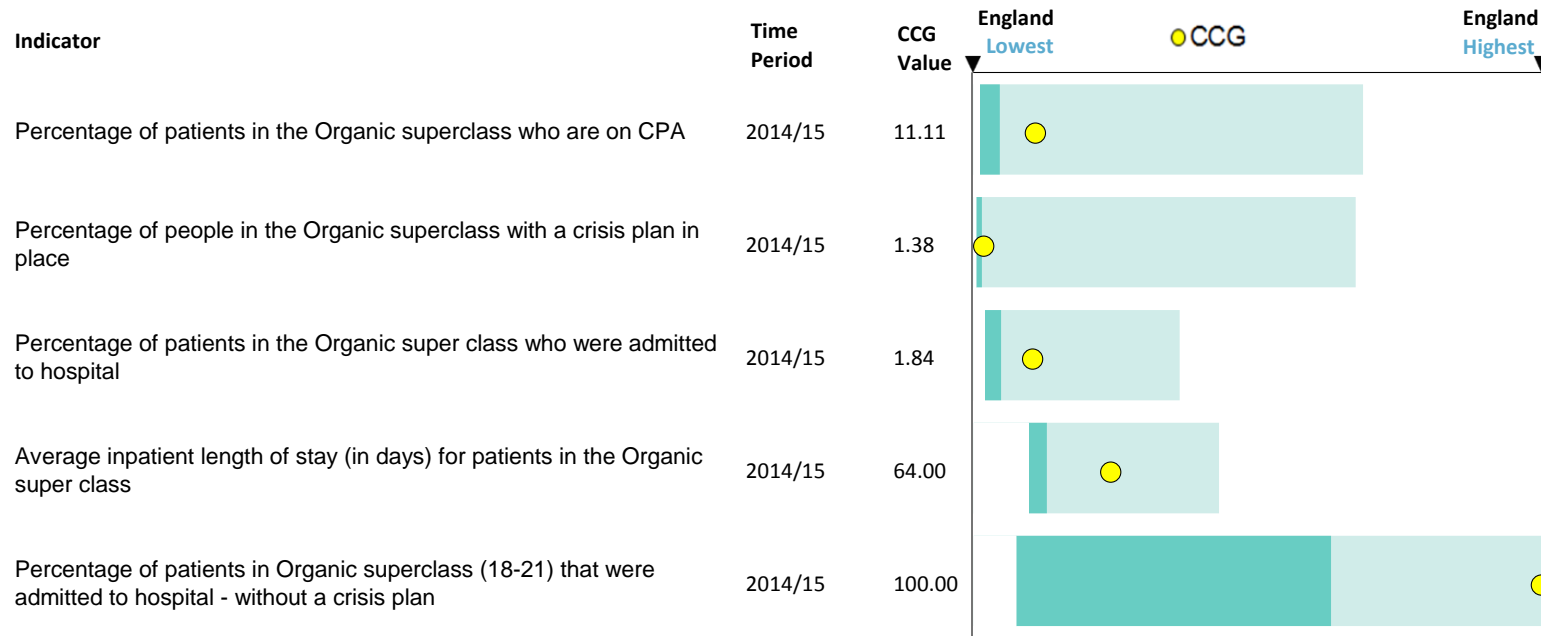 Indicator
Time Period
CCG Value
England Lowest
CCG
England Highest
Percentage of patients in the Organic superclass who are on CPA
2014/15
11.11
Percentage of people in the Organic superclass with a crisis plan in
place
2014/15
1.38
Percentage of patients in the Organic super class who were admitted
to hospital
2014/15
1.84
Average inpatient length of stay (in days) for patients in the Organic
super class
2014/15
64.00
Percentage of patients in Organic superclass (18-21) that were
admitted to hospital - without a crisis plan
2014/15
100.00